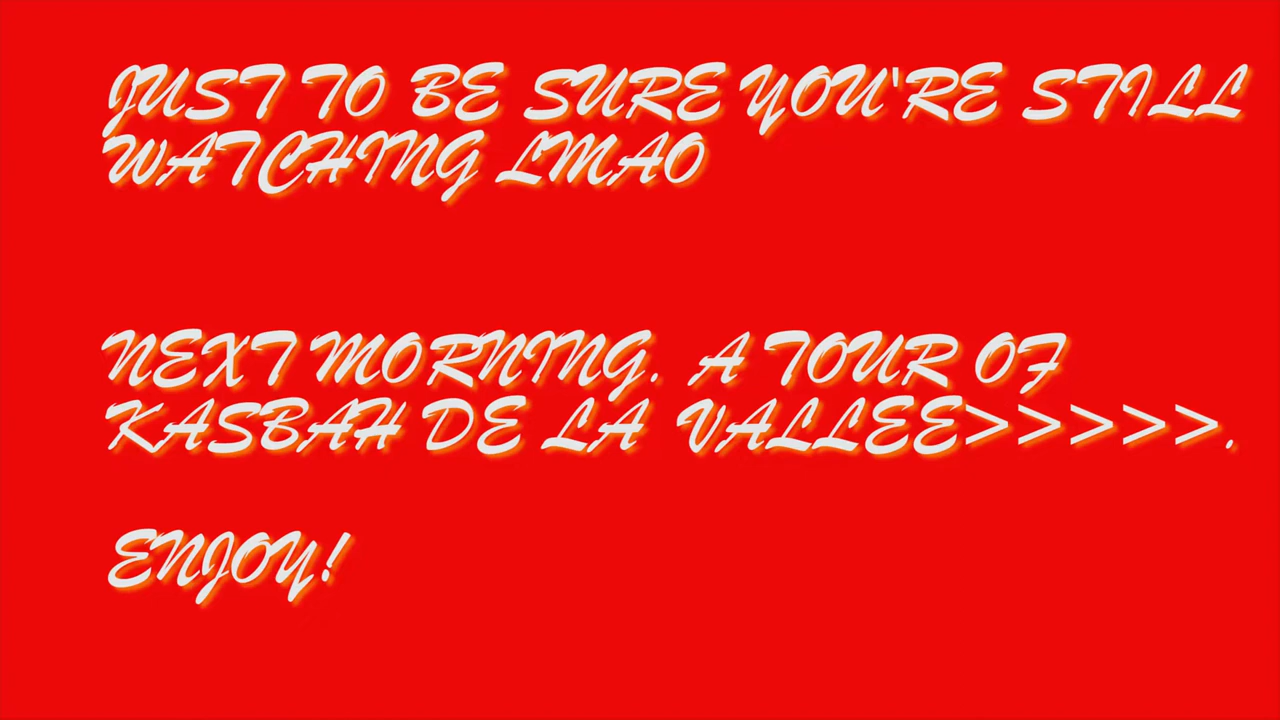 JUST TO BE SURE YOU'RE STILL
WATCHING LMAO
NEXT MORNING. A TOUR OF
KASBAH DE LA VALLEE>>>>>.
ENJOY!